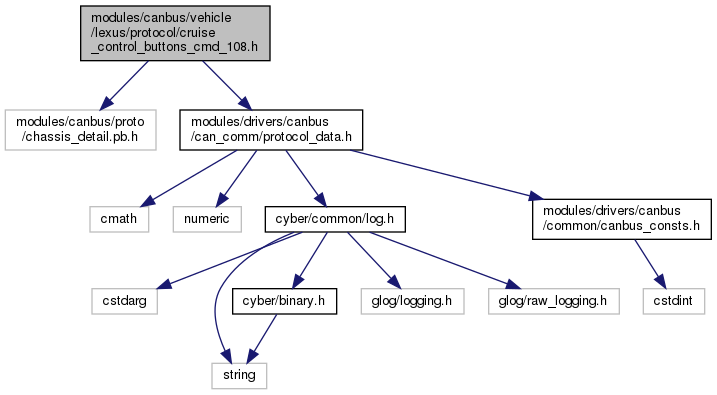 modules/canbus/vehicle
/lexus/protocol/cruise
_control_buttons_cmd_108.h
modules/canbus/proto
/chassis_detail.pb.h
modules/drivers/canbus
/can_comm/protocol_data.h
cmath
numeric
cyber/common/log.h
modules/drivers/canbus
/common/canbus_consts.h
cstdarg
cyber/binary.h
glog/logging.h
glog/raw_logging.h
cstdint
string